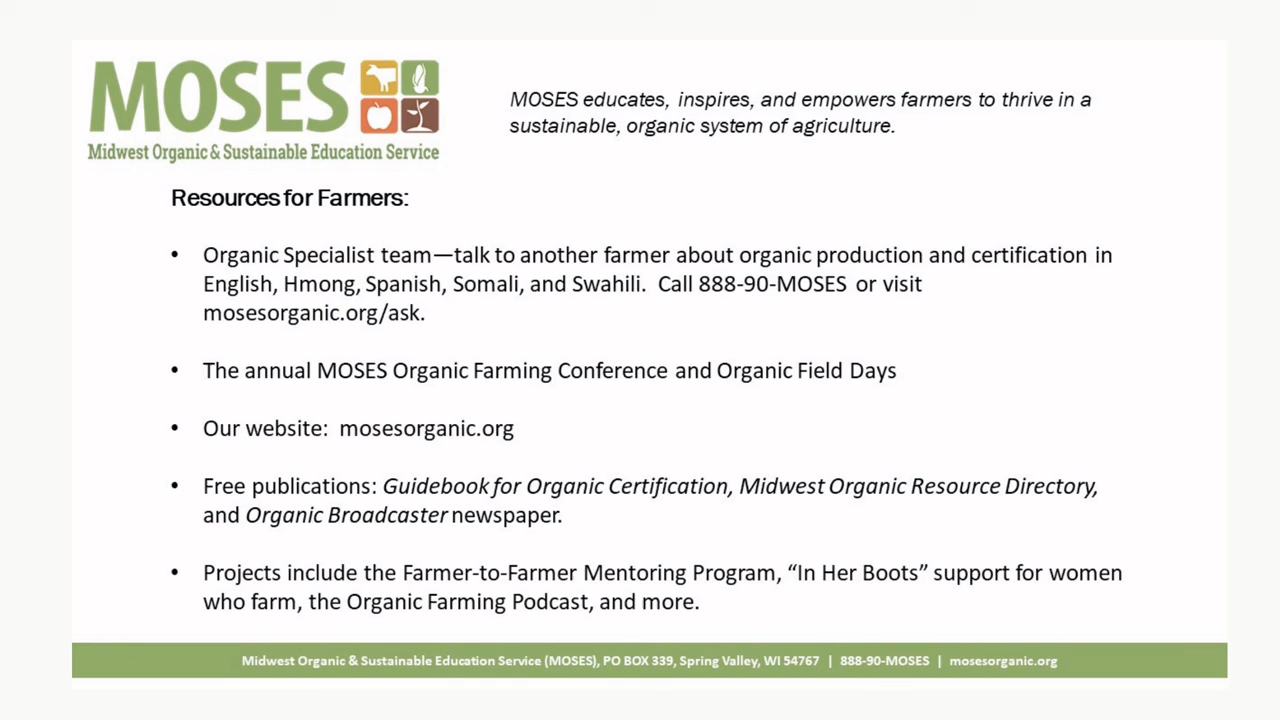 MOSES
Midwest Organic & Sustainable Education Service
MOSES educates, inspires, and empowers farmers to thrive in a
sustainable, organic system of agriculture.
Resources for Farmers:
• Organic Specialist team—talk to another farmer about organic production and certification in
English, Hmong, Spanish, Somali, and Swahili.  Call 888-90-MOSES or visit
mosesorganic.org/ask.
• The annual MOSES Organic Farming Conference and Organic Field Days
• Our website:  mosesorganic.org
• Free publications: Guidebook for Organic Certification, Midwest Organic Resource Directory,
and Organic Broadcaster newspaper.
• Projects include the Farmer-to-Farmer Mentoring Program, “In Her Boots” support for women
who farm, the Organic Farming Podcast, and more.
Midwest Organic & Sustainable Education Service (MOSES), PO BOX 339, Spring Valley, WI 54767 | 888-90-MOSES | mosesorganic.org